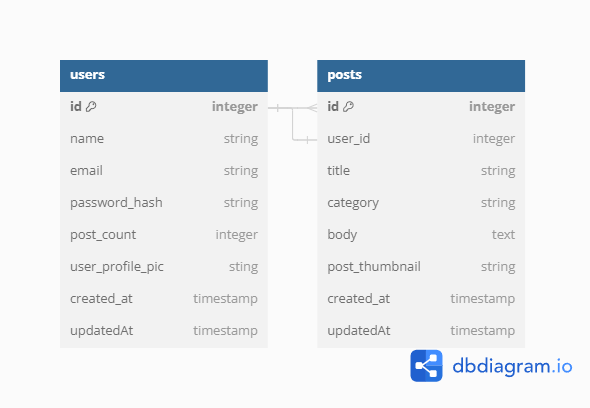 users
id integer
name string
email string
password_hash string
post_count integer
user_profile_pic sting
created_at timestamp
updatedAt timestamp
posts
id integer
user_id integer
title string
category string
body text
post_thumbnail string
created_at timestamp
updatedAt timestamp
dbdiagram.io